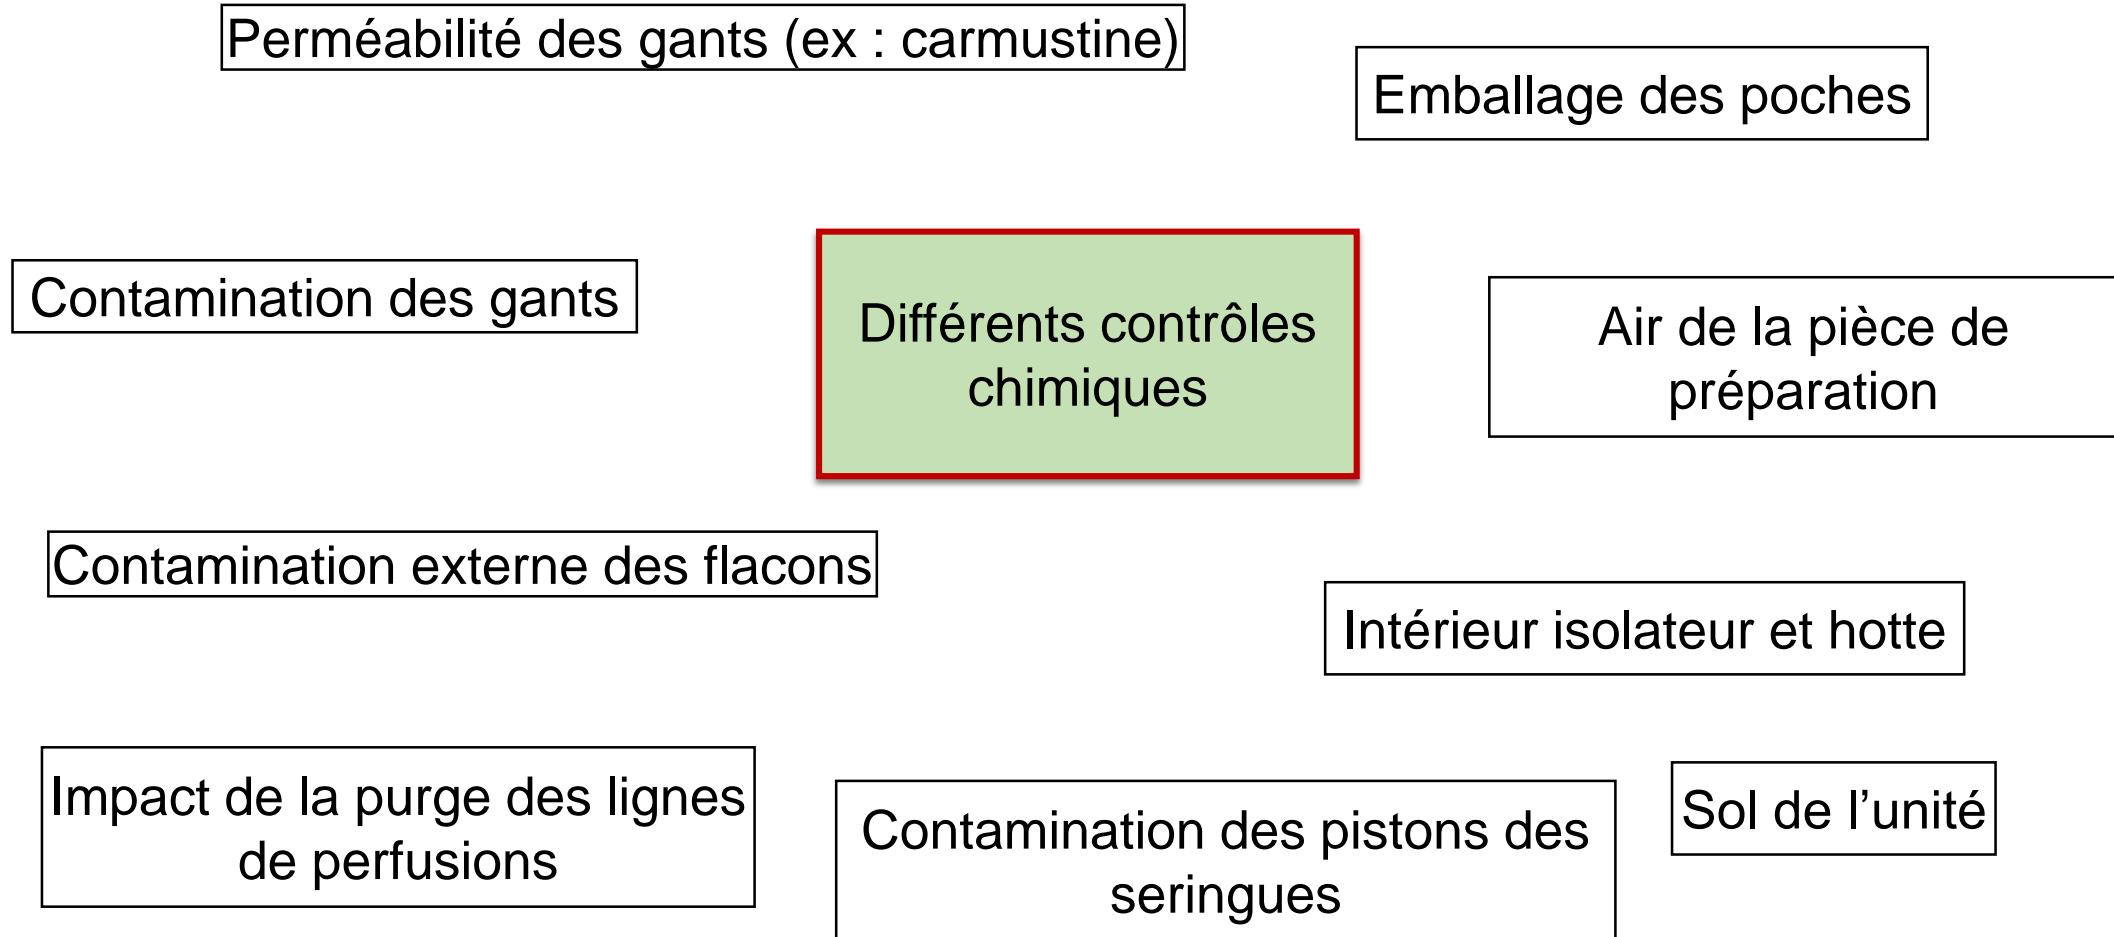 Perméabilité des gants (ex : carmustine)
Emballage des poches
Contamination des gants
Différents contrôles
chimiques
Air de la pièce de
préparation
Contamination externe des flacons
Intérieur isolateur et hotte
Impact de la purge des lignes
de perfusions
Contamination des pistons des
seringues
Sol de l’unité